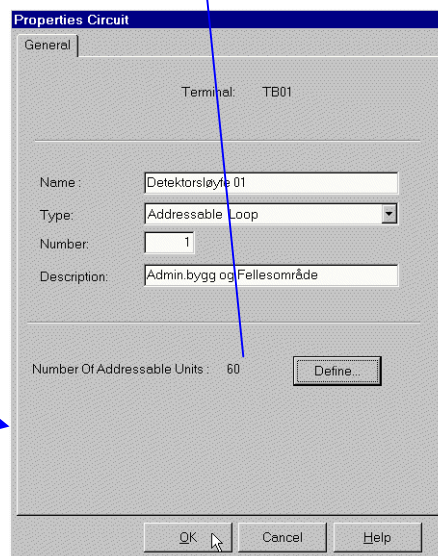 Properties Circuit
General
Terminal: TB01
Name : Detektorsløyfe 01
Type: Addressable Loop
Number: 1
Description: Admin.bygg og Fellesområde
Number Of Addressable Units : 60 Define...
OK Cancel Help